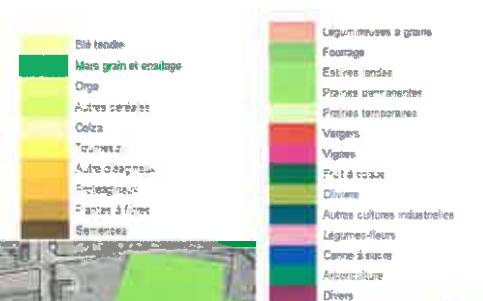 Blé tendre
Maïs grain et ensilage
Orge
Autres céréales
Colza
Tournesol
Autre oléagineux
Protéagineux
Plantes à fibres
Semences
Légumineuses à grains
Fourrage
Estives landes
Prairies permanentes
Prairies temporaires
Vergers
Vignes
Fruit à coque
Oliviers
Autres cultures industrielles
Légumes-fleurs
Canne à sucre
Arboriculture
Divers